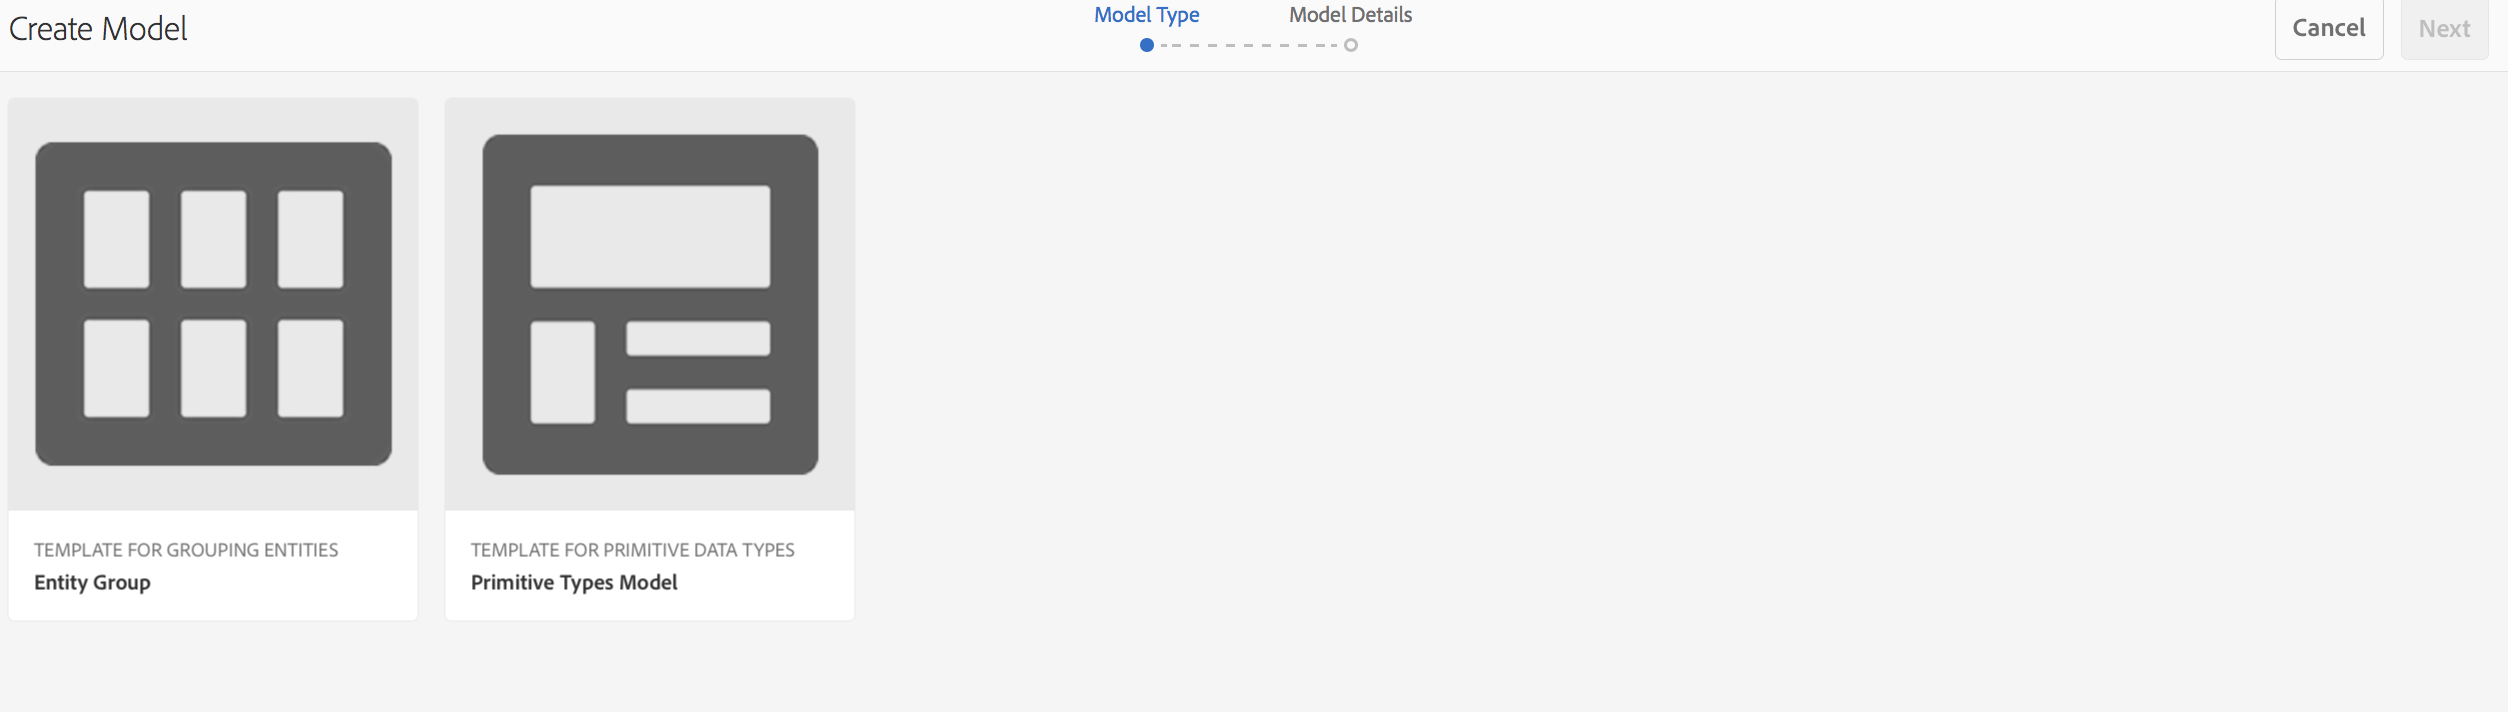 Create Model
Model Type
Model Details
Cancel
Next
TEMPLATE FOR GROUPING ENTITIES
Entity Group
TEMPLATE FOR PRIMITIVE DATA TYPES
Primitive Types Model